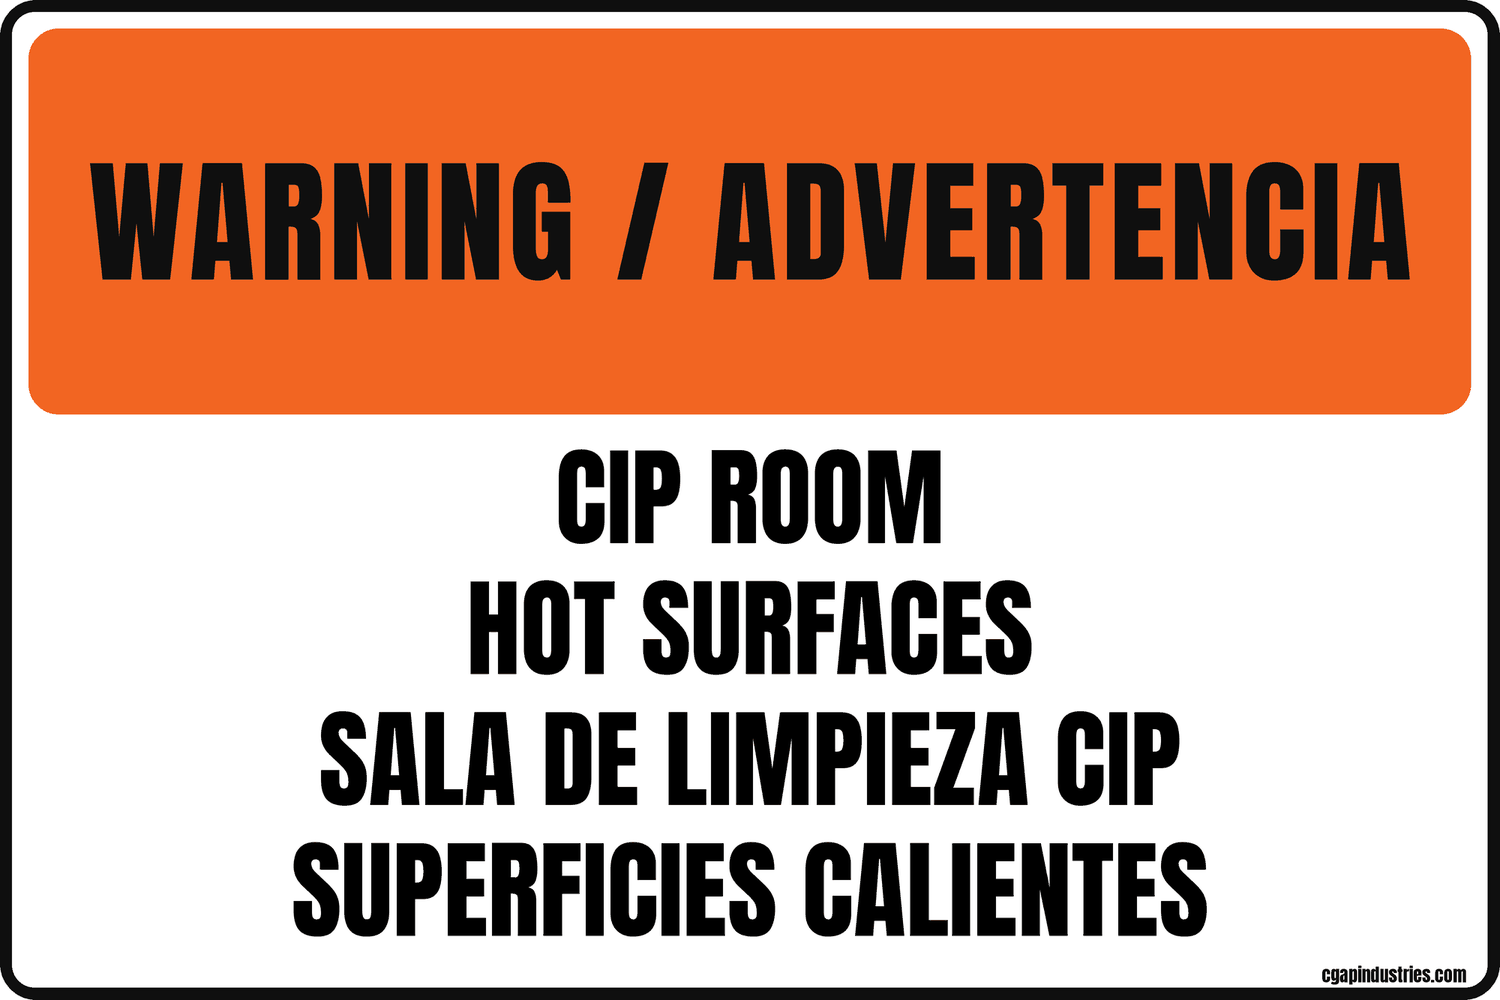 WARNING / ADVERTENCIA
CIP ROOM
HOT SURFACES
SALA DE LIMPIEZA CIP
SUPERFICIES CALIENTES
cgapindustries.com